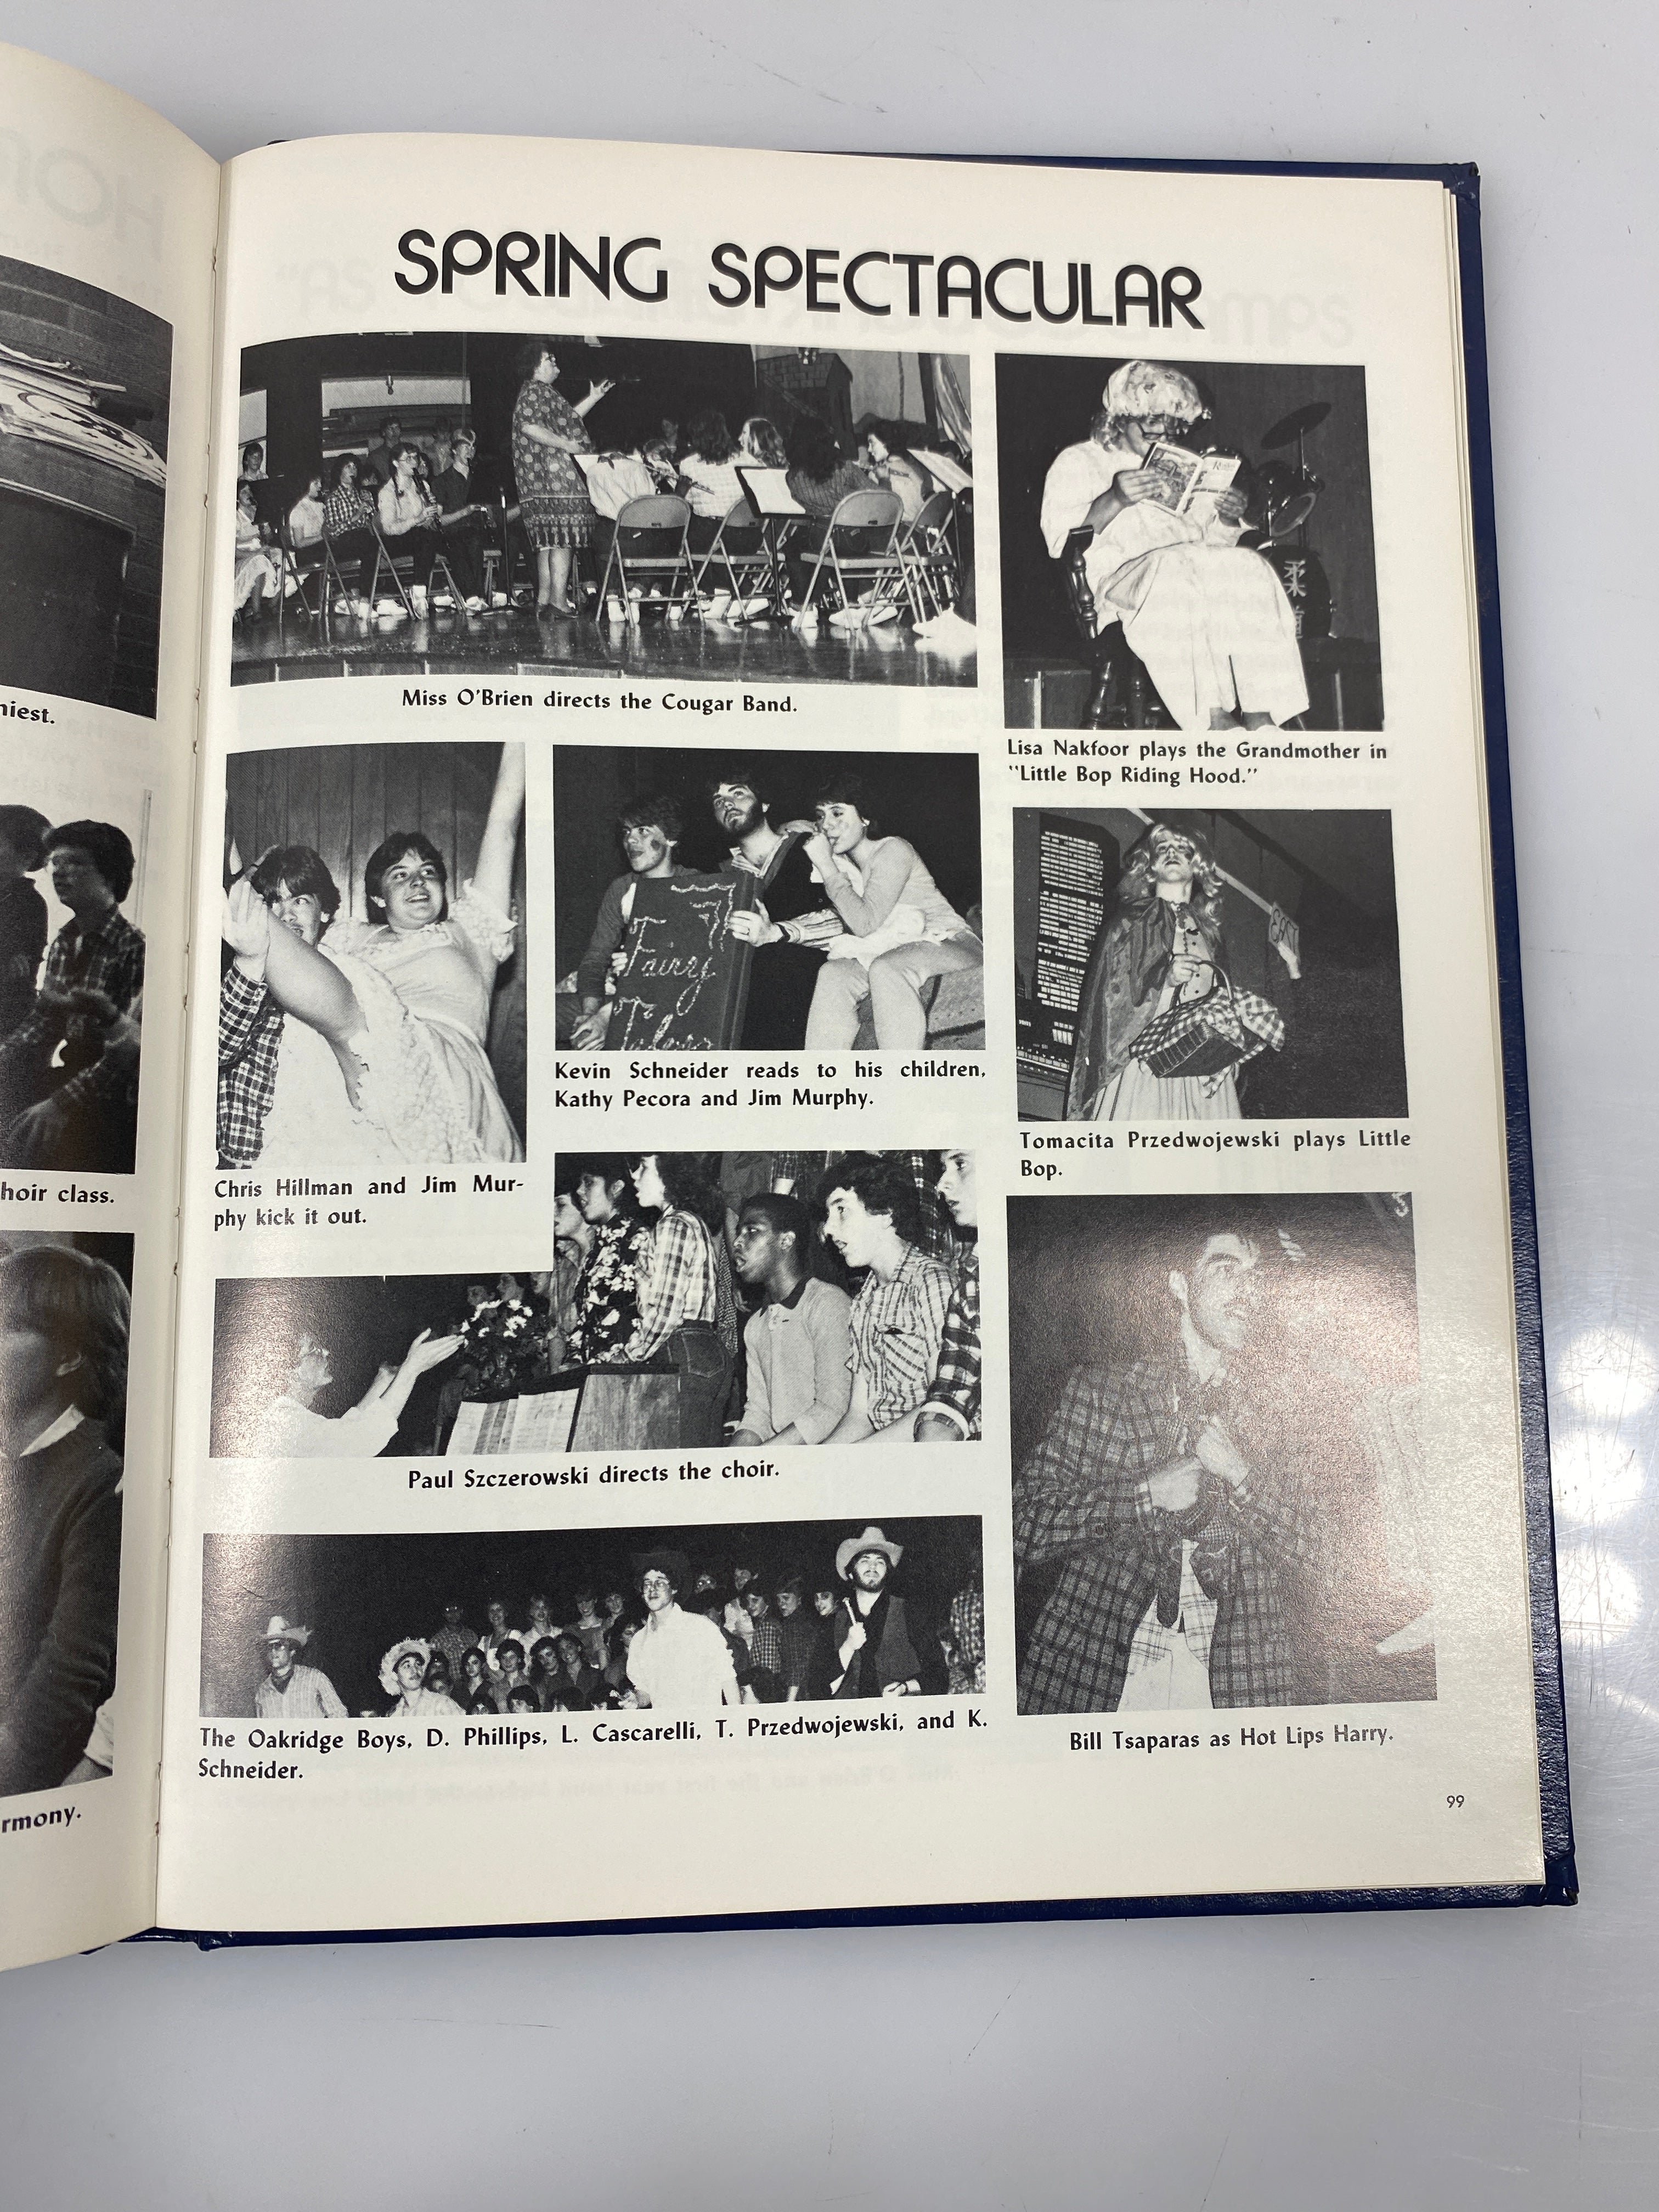 SPRING SPECTACULAR
Miss O'Brien directs the Cougar Band.
Lisa Nakfoor plays the Grandmother in
"Little Bop Riding Hood."
柔
道
Fairy
Tales
Kevin Schneider reads to his children,
Kathy Pecora and Jim Murphy.
Tomacita Przedwojewski plays Little
Bop.
Chris Hillman and Jim Mur-
phy kick it out.
Paul Szczerowski directs the choir.
The Oakridge Boys, D. Phillips, L. Cascarelli, T. Przedwojewski, and K.
Schneider.
Bill Tsaparas as Hot Lips Harry.
99
niest.
hoir class.
rmony.